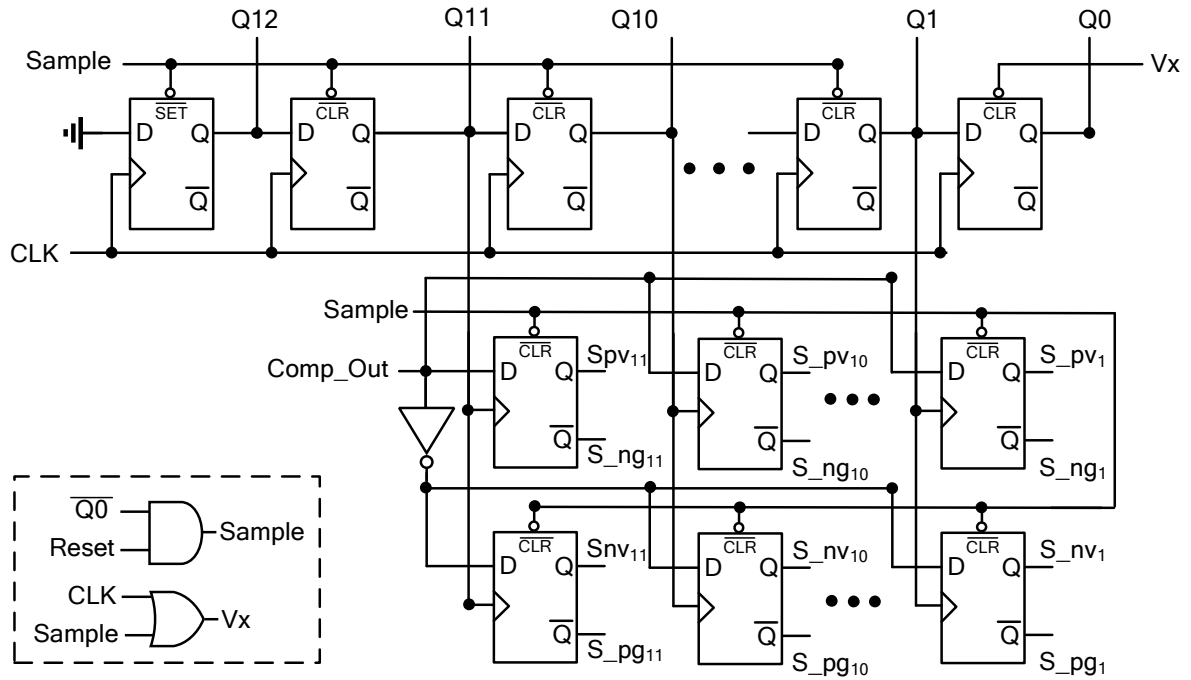 Q12 Q11 Q10 Q1 Q0
Sample Vx
SET CLR CLR CLR CLR
D Q D Q D Q D Q D Q
Q Q Q Q Q
CLK
Sample
CLR CLR CLR
Comp_Out
D Q Spv11 D Q S_pv10 D Q S_pv1
Q S_ng11 Q S_ng10 Q S_ng1
CLR CLR CLR
D Q Snv11 D Q S_nv10 D Q S_nv1
Q S_pg11 Q S_pg10 Q S_pg1
Q0
Reset
Sample
CLK
Sample
Vx